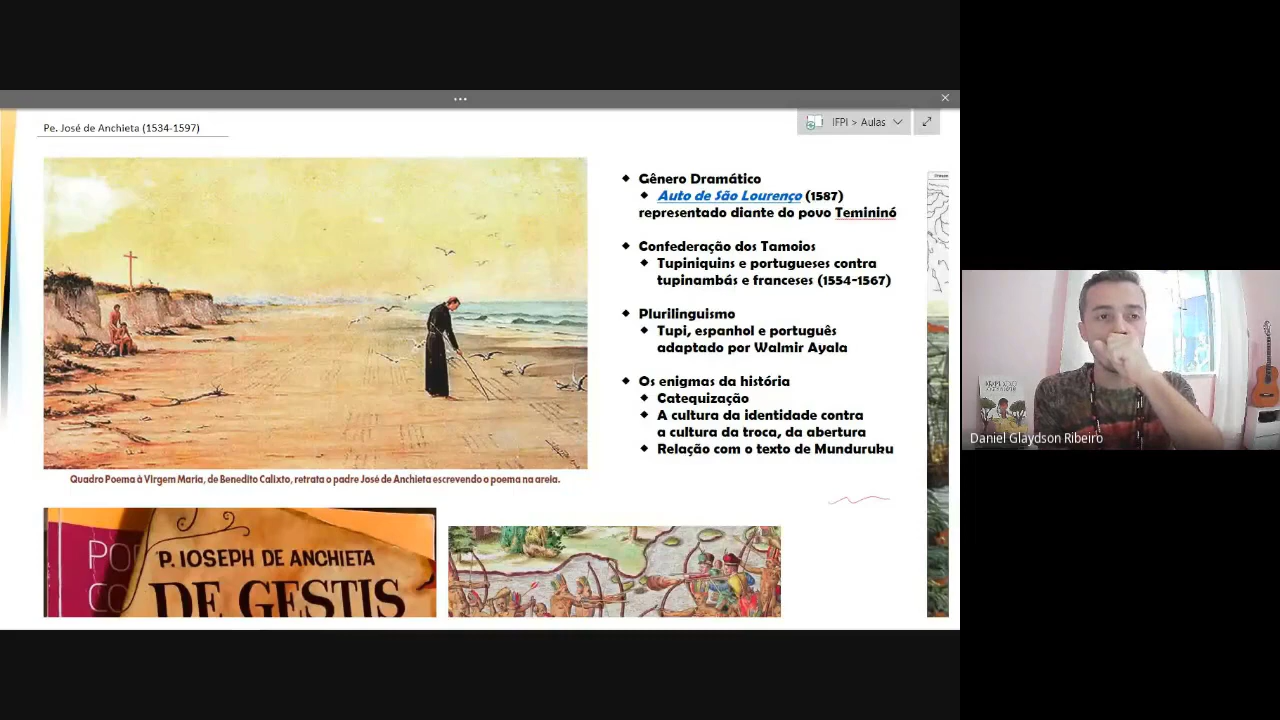 Pe. José de Anchieta (1534-1597)
IFPI > Aulas
Gênero Dramático
Auto de São Lourenço (1587)
representado diante do povo Temininó
Confederação dos Tamoios
Tupiniquins e portugueses contra
tupinambás e franceses (1554-1567)
Plurilinguismo
Tupi, espanhol e português
adaptado por Walmir Ayala
Os enigmas da história
Catequização
A cultura da identidade contra
a cultura da troca, da abertura
Relação com o texto de Munduruku
Quadro Poema à Virgem Maria, de Benedito Calixto, retrata o padre José de Anchieta escrevendo o poema na areia.
P. IOSEPH DE ANCHIETA
DE GESTIS
Daniel Glaydson Ribeiro